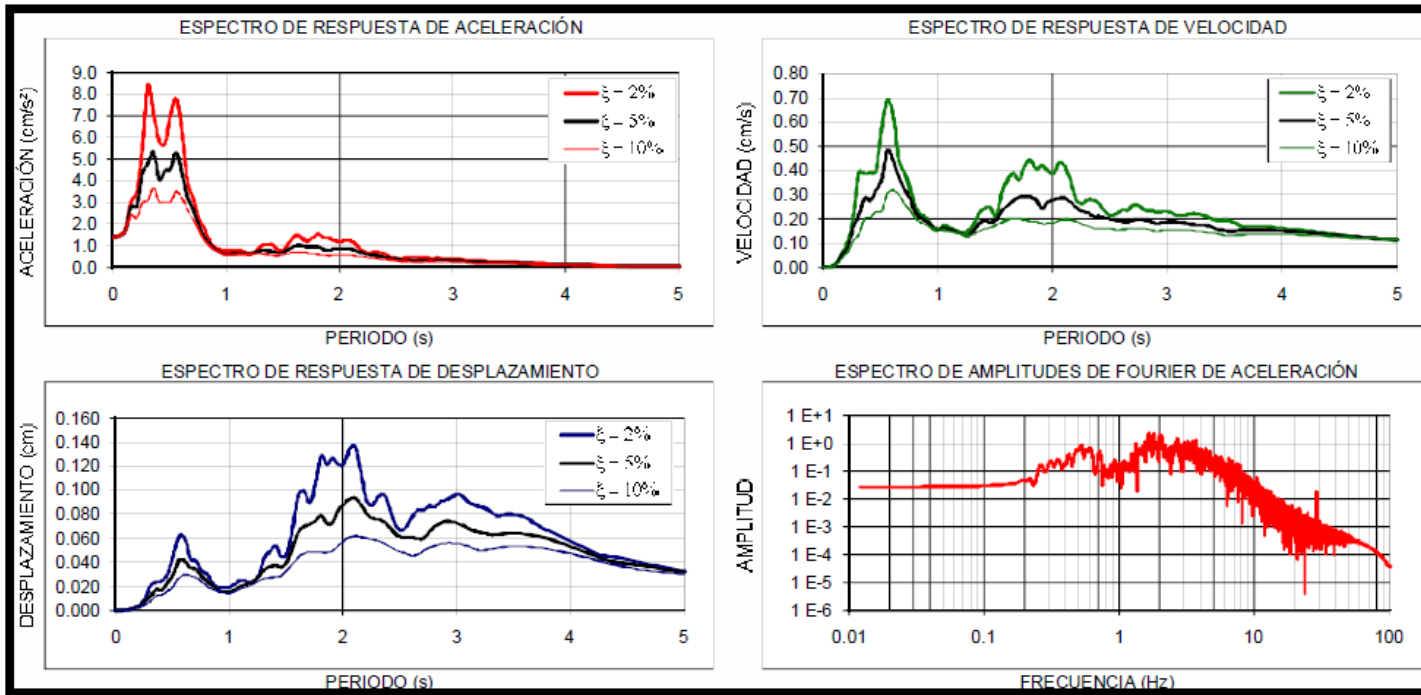 ESPECTRO DE RESPUESTA DE ACELERACIÓN
ACELERACIÓN (cm/s²)
9.0
8.0
7.0
6.0
5.0
4.0
3.0
2.0
1.0
0.0
ξ = 2%
ξ = 5%
ξ = 10%
0 1 2 3 4 5
PERIODO (s)
ESPECTRO DE RESPUESTA DE VELOCIDAD
VELOCIDAD (cm/s)
0.80
0.70
0.60
0.50
0.40
0.30
0.20
0.10
0.00
ξ = 2%
ξ = 5%
ξ = 10%
0 1 2 3 4 5
PERIODO (s)
ESPECTRO DE RESPUESTA DE DESPLAZAMIENTO
DESPLAZAMIENTO (cm)
0.160
0.140
0.120
0.100
0.080
0.060
0.040
0.020
0.000
ξ = 2%
ξ = 5%
ξ = 10%
0 1 2 3 4 5
PERIODO (s)
ESPECTRO DE AMPLITUDES DE FOURIER DE ACELERACIÓN
AMPLITUD
1 E+1
1 E+0
1 E-1
1 E-2
1 E-3
1 E-4
1 E-5
1 E-6
0.01 0.1 1 10 100
FRECUENCIA (Hz)